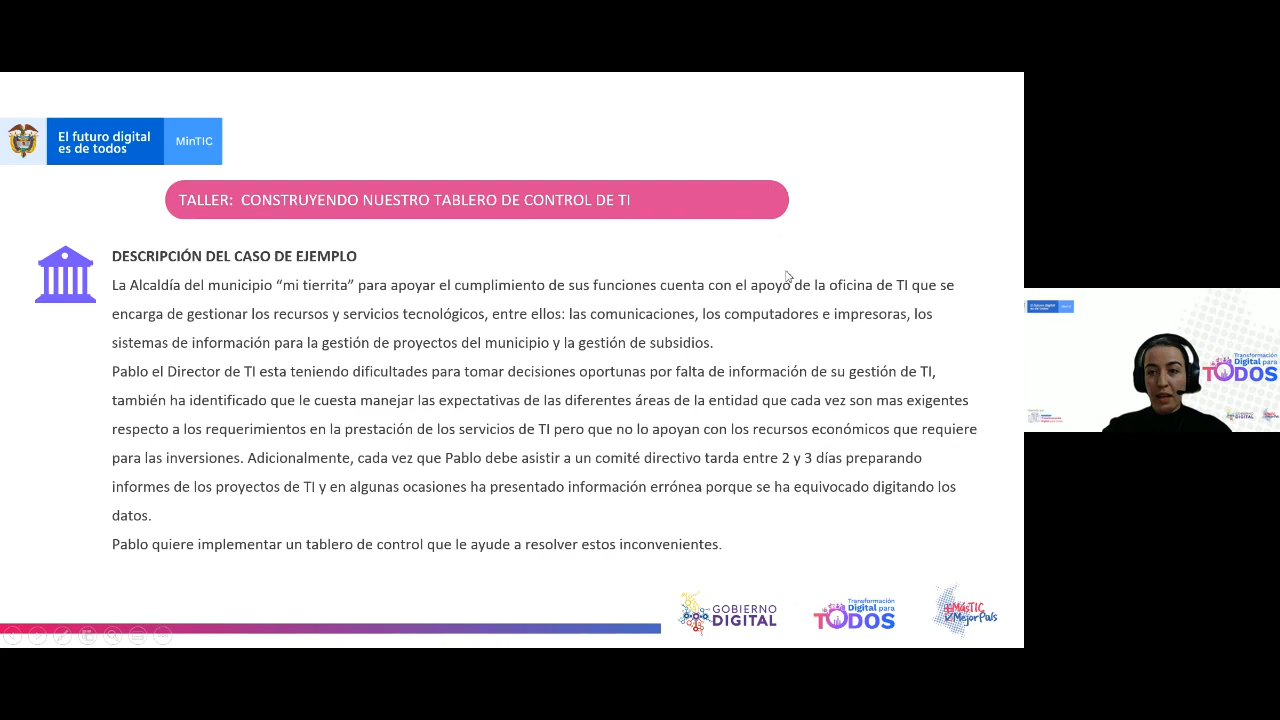 El futuro digital
es de todos
MinTIC
TALLER: CONSTRUYENDO NUESTRO TABLERO DE CONTROL DE TI
DESCRIPCIÓN DEL CASO DE EJEMPLO
La Alcaldía del municipio “mi tierrita” para apoyar el cumplimiento de sus funciones cuenta con el apoyo de la oficina de TI que se
encarga de gestionar los recursos y servicios tecnológicos, entre ellos: las comunicaciones, los computadores e impresoras, los
sistemas de información para la gestión de proyectos del municipio y la gestión de subsidios.
Pablo el Director de TI esta teniendo dificultades para tomar decisiones oportunas por falta de información de su gestión de TI,
también ha identificado que le cuesta manejar las expectativas de las diferentes áreas de la entidad que cada vez son mas exigentes
respecto a los requerimientos en la prestación de los servicios de TI pero que no lo apoyan con los recursos económicos que requiere
para las inversiones. Adicionalmente, cada vez que Pablo debe asistir a un comité directivo tarda entre 2 y 3 días preparando
informes de los proyectos de TI y en algunas ocasiones ha presentado información errónea porque se ha equivocado digitando los
datos.
Pablo quiere implementar un tablero de control que le ayude a resolver estos inconvenientes.
GOBIERNO
DIGITAL
Transformación
Digital para
TODOS
+MásTIC
MejorPaís
Transformación
Digital para
TODOS